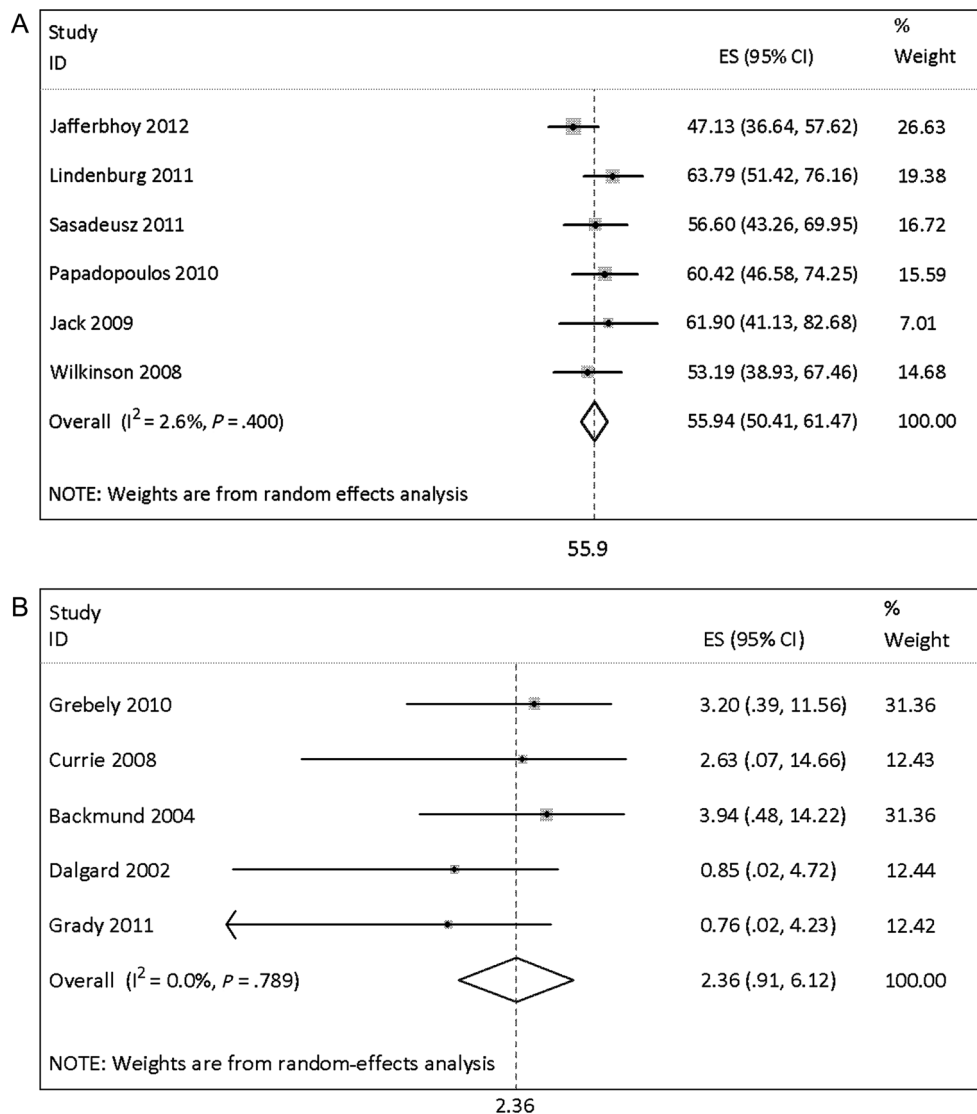 A
Study
ID
ES (95% CI)
%
Weight
Jafferbhoy 2012 47.13 (36.64, 57.62) 26.63
Lindenburg 2011 63.79 (51.42, 76.16) 19.38
Sasadeusz 2011 56.60 (43.26, 69.95) 16.72
Papadopoulos 2010 60.42 (46.58, 74.25) 15.59
Jack 2009 61.90 (41.13, 82.68) 7.01
Wilkinson 2008 53.19 (38.93, 67.46) 14.68
Overall (I² = 2.6%, P = .400) 55.94 (50.41, 61.47) 100.00
NOTE: Weights are from random effects analysis
55.9
B
Study
ID
ES (95% CI)
%
Weight
Grebely 2010 3.20 (.39, 11.56) 31.36
Currie 2008 2.63 (.07, 14.66) 12.43
Backmund 2004 3.94 (.48, 14.22) 31.36
Dalgard 2002 0.85 (.02, 4.72) 12.44
Grady 2011 0.76 (.02, 4.23) 12.42
Overall (I² = 0.0%, P = .789) 2.36 (.91, 6.12) 100.00
NOTE: Weights are from random-effects analysis
2.36